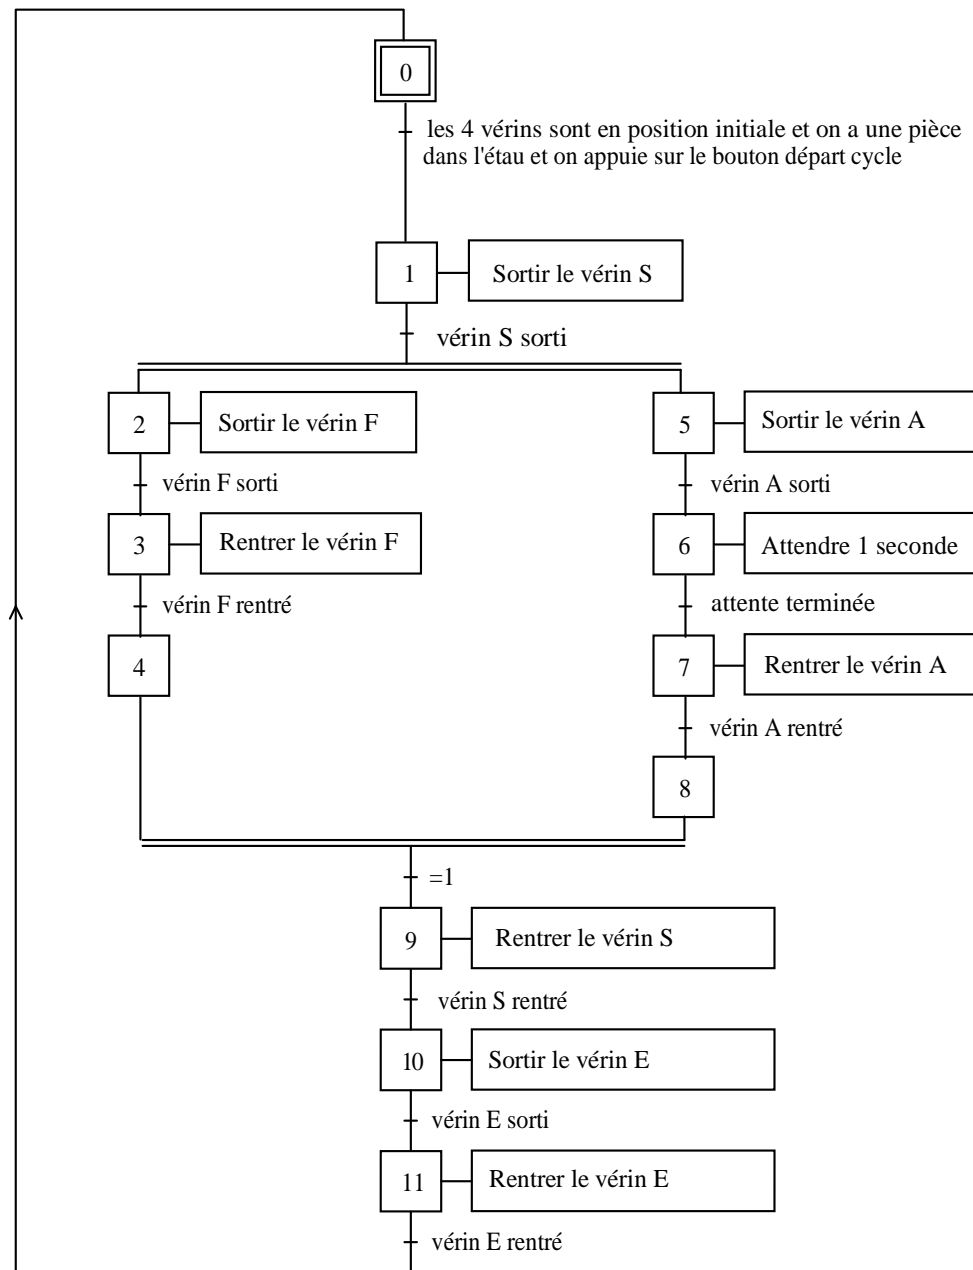 0
les 4 vérins sont en position initiale et on a une pièce
dans l'étau et on appuie sur le bouton départ cycle
1
Sortir le vérin S
vérin S sorti
2
Sortir le vérin F
5
Sortir le vérin A
vérin F sorti
vérin A sorti
3
Rentrer le vérin F
6
Attendre 1 seconde
vérin F rentré
attente terminée
4
7
Rentrer le vérin A
vérin A rentré
8
=1
9
Rentrer le vérin S
vérin S rentré
10
Sortir le vérin E
vérin E sorti
11
Rentrer le vérin E
vérin E rentré